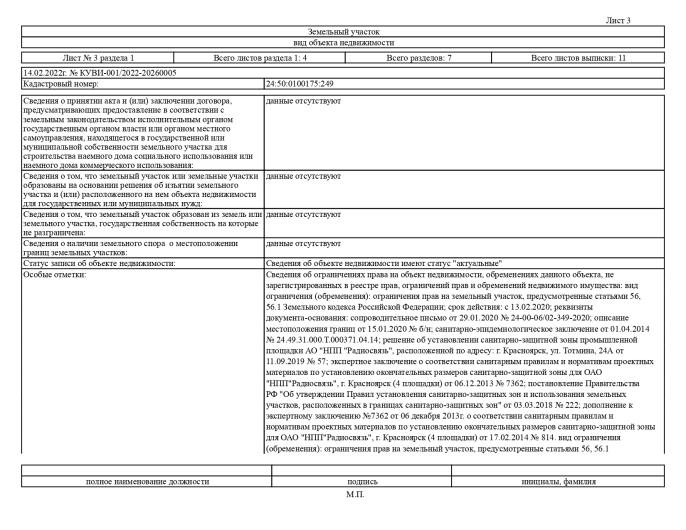 Лист 3
Земельный участок
вид объекта недвижимости
Лист № 3 раздела 1 Всего листов раздела 1: 4 Всего разделов: 7 Всего листов выписки: 11
14.02.2022г. № КУВИ-001/2022-20260005
Кадастровый номер: 24:50:0100175:249
Сведения о принятии акта и (или) заключении договора, данные отсутствуют
предусматривающих предоставление в соответствии с
земельным законодательством исполнительным органом
государственным органом власти или органом местного
самоуправления, находящегося в государственной или
муниципальной собственности земельного участка для
строительства наемного дома социального использования или
наемного дома коммерческого использования:
Сведения о том, что земельный участок или земельные участки данные отсутствуют
образованы на основании решения об изъятии земельного
участка и (или) расположенного на нем объекта недвижимости
для государственных или муниципальных нужд:
Сведения о том, что земельный участок образован из земель или данные отсутствуют
земельного участка, государственная собственность на которые
не разграничена:
Сведения о наличии земельного спора о местоположении данные отсутствуют
границ земельных участков:
Статус записи об объекте недвижимости: Сведения об объекте недвижимости имеют статус "актуальные"
Особые отметки: Сведения об ограничениях права на объект недвижимости, обременениях данного объекта, не
зарегистрированных в реестре прав, ограничений прав и обременений недвижимого имущества: вид
ограничения (обременения): ограничения прав на земельный участок, предусмотренные статьями 56,
56.1 Земельного кодекса Российской Федерации; срок действия: c 13.02.2020; реквизиты
документа-основания: сопроводительное письмо от 29.01.2020 № 24-00-06/02-349-2020; описание
местоположения границ от 15.01.2020 № б/н; санитарно-эпидемиологическое заключение от 01.04.2014
№ 24.49.31.000.Т.000371.04.14; решение об установлении санитарно-защитной зоны промышленной
площадки АО "НПП "Радиосвязь", расположенной по адресу: г. Красноярск, ул. Тотмина, 24А от
11.09.2019 № 57; экспертное заключение о соответствии санитарным правилам и нормативам проектных
материалов по установлению окончательных размеров санитарно-защитной зоны для ОАО
"НПП"Радиосвязь", г. Красноярск (4 площадки) от 06.12.2013 № 7362; постановление Правительства
РФ "Об утверждении Правил установления санитарно-защитных зон и использования земельных
участков, расположенных в границах санитарно-защитных зон" от 03.03.2018 № 222; дополнение к
экспертному заключению №7362 от 06 декабря 2013г. о соответствии санитарным правилам и
нормативам проектных материалов по установлению окончательных размеров санитарно-защитной зоны
для ОАО "НПП"Радиосвязь", г. Красноярск (4 площадки) от 17.02.2014 № 814. вид ограничения
(обременения): ограничения прав на земельный участок, предусмотренные статьями 56, 56.1
полное наименование должности подпись инициалы, фамилия
М.П.